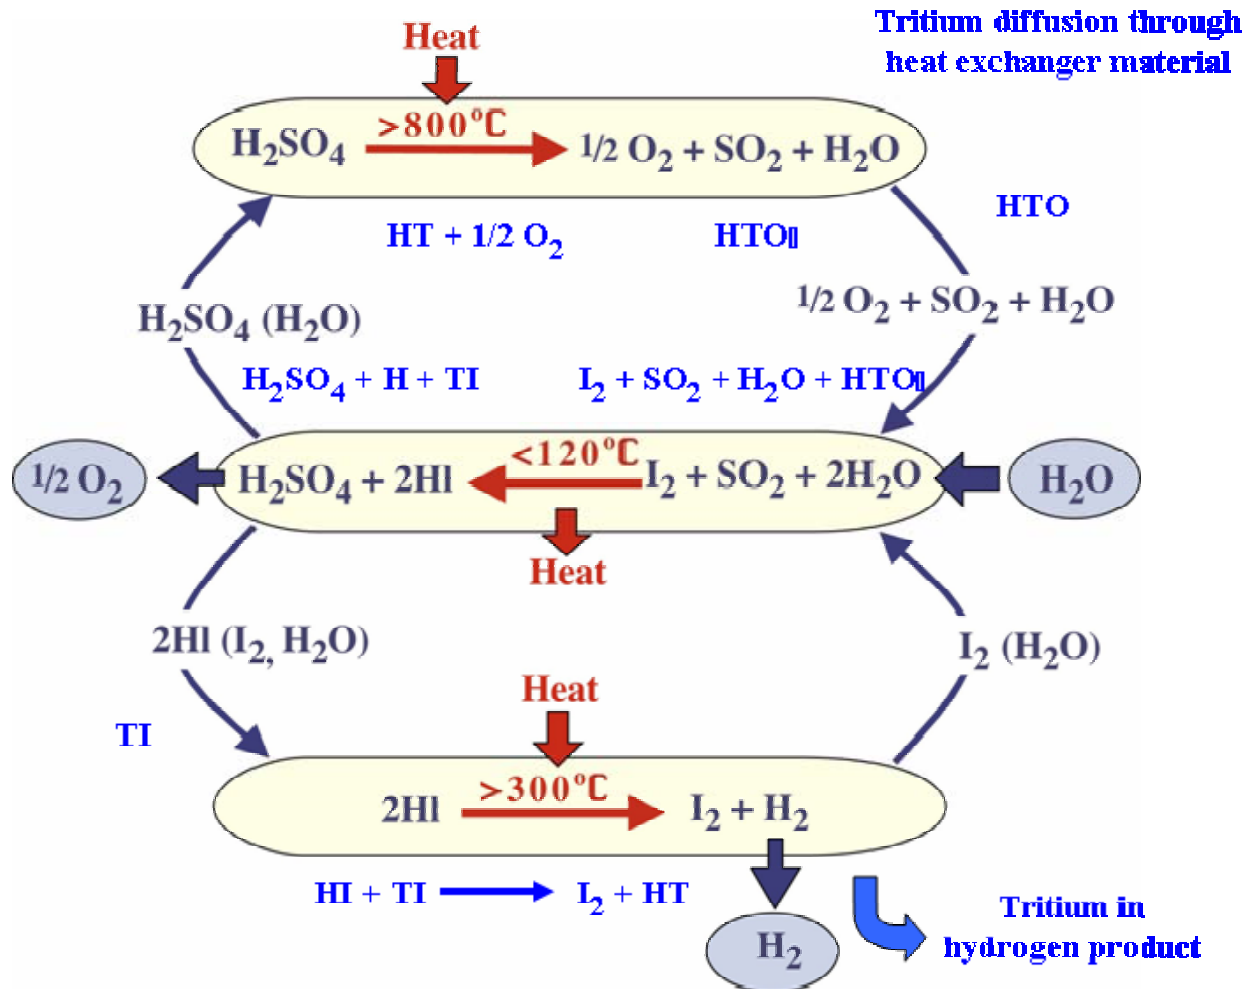 Tritium diffusion through
heat exchanger material
Heat
>800°C
H₂SO₄
1/2 O₂ + SO₂ + H₂O
HTO
HT + 1/2 O₂
HTO▯
1/2 O₂ + SO₂ + H₂O
H₂SO₄ (H₂O)
H₂SO₄ + H + TI
I₂ + SO₂ + H₂O + HTO▯
<120°C
1/2 O₂
H₂SO₄ + 2HI
I₂ + SO₂ + 2H₂O
H₂O
Heat
2HI (I₂, H₂O)
I₂ (H₂O)
Heat
TI
>300°C
2HI
I₂ + H₂
HI + TI
I₂ + HT
Tritium in
hydrogen product
H₂